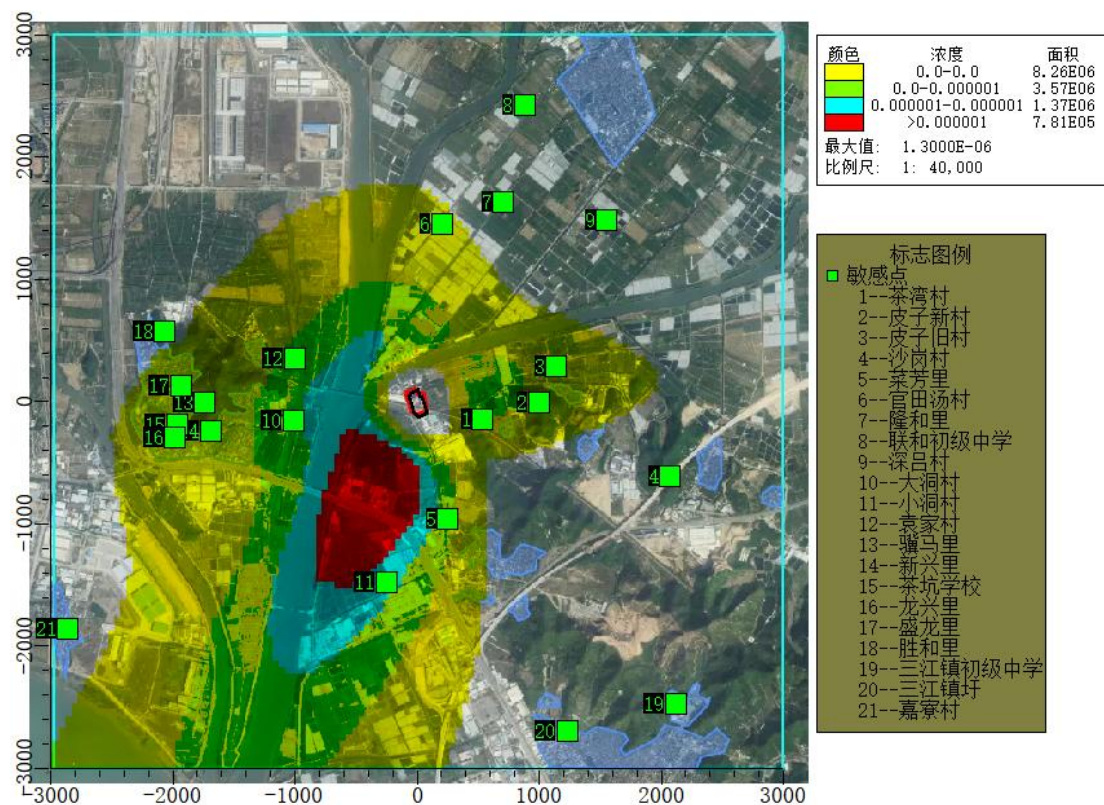 颜色 浓度 面积
0.0-0.0 8.26E06
0.0-0.000001 3.57E06
0.000001-0.000001 1.37E06
>0.000001 7.81E05
最大值: 1.3000E-06
比例尺: 1: 40,000
标志图例
敏感点
1--茶湾村
2--皮子新村
3--皮子旧村
4--沙岗村
5--菜芳里
6--官田汤村
7--隆和里
8--联和初级中学
9--深吕村
10--大洞村
11--小洞村
12--袁家村
13--骥马里
14--新兴里
15--茶坑学校
16--龙兴里
17--盛龙里
18--胜和里
19--三江镇初级中学
20--三江镇圩
21--嘉寮村
3000
2000
1000
0
-1000
-2000
-3000
-3000 -2000 -1000 0 1000 2000 3000
8
7
9
6
18
12
3
17
13
2
10
1
15
4
16
4
5
11
21
19
20